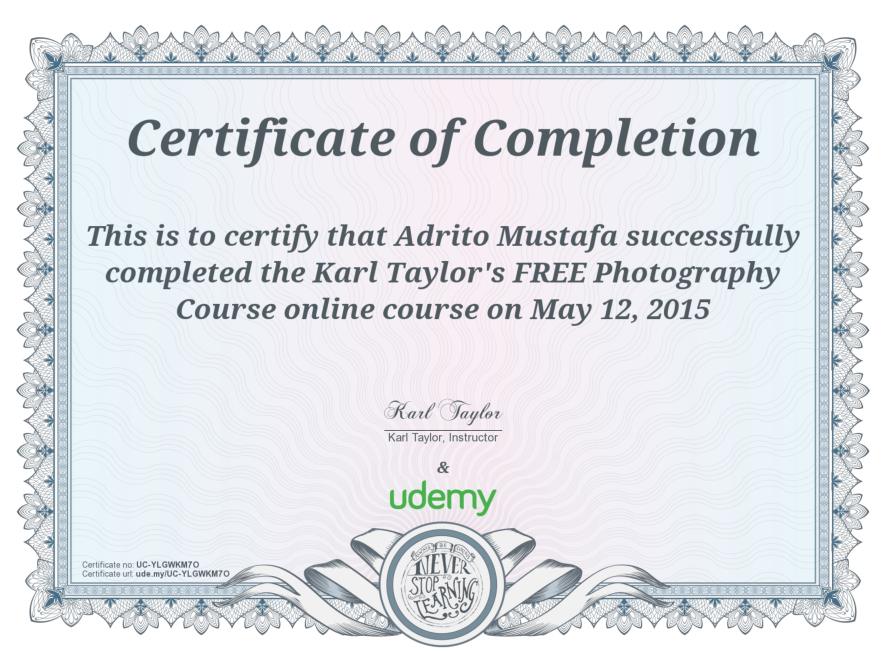 Certificate of Completion
This is to certify that Adrito Mustafa successfully
completed the Karl Taylor's FREE Photography
Course online course on May 12, 2015
Karl Taylor
Karl Taylor, Instructor
&
udemy
Certificate no: UC-YLGWKM7O
Certificate url: ude.my/UC-YLGWKM7O
NEVER
STOP
LEARNING